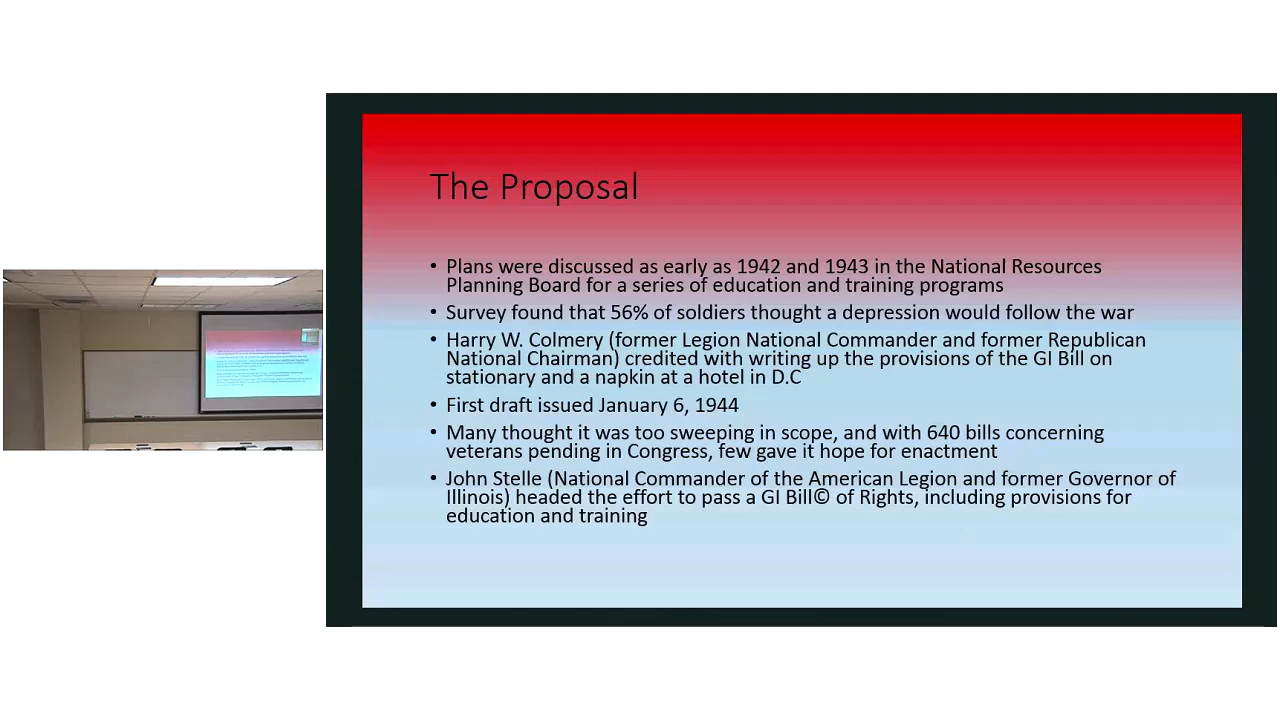 The Proposal
• Plans were discussed as early as 1942 and 1943 in the National Resources
Planning Board for a series of education and training programs
• Survey found that 56% of soldiers thought a depression would follow the war
• Harry W. Colmery (former Legion National Commander and former Republican
National Chairman) credited with writing up the provisions of the GI Bill on
stationary and a napkin at a hotel in D.C
• First draft issued January 6, 1944
• Many thought it was too sweeping in scope, and with 640 bills concerning
veterans pending in Congress, few gave it hope for enactment
• John Stelle (National Commander of the American Legion and former Governor of
Illinois) headed the effort to pass a GI Bill© of Rights, including provisions for
education and training